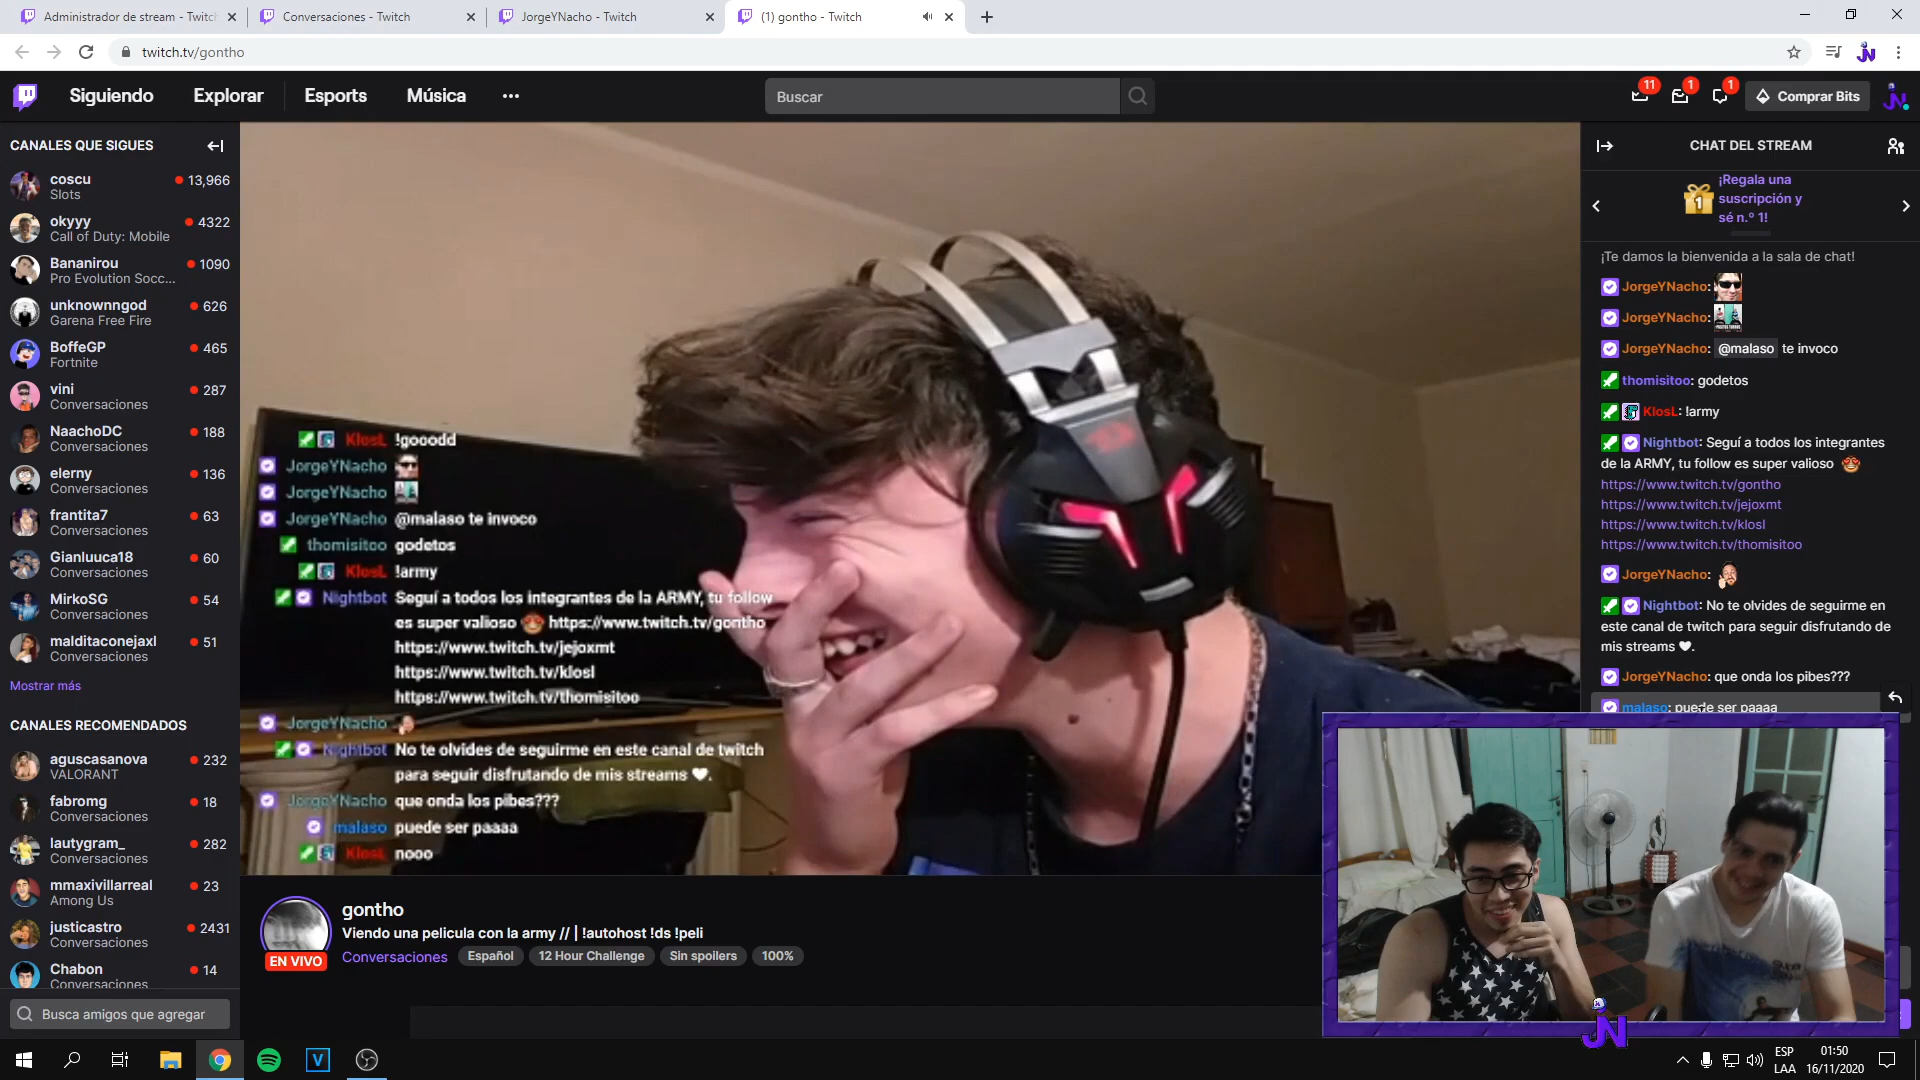 Administrador de stream - Twitch
Conversaciones - Twitch
JorgeYNacho - Twitch
(1) gontho - Twitch
twitch.tv/gontho
Siguiendo
Explorar
Esports
Música
Buscar
11
1
1
Comprar Bits
CANALES QUE SIGUES
coscu 13,966
Slots
okyyy 4322
Call of Duty: Mobile
Bananirou 1090
Pro Evolution Socc...
unknownngod 626
Garena Free Fire
BoffeGP 465
Fortnite
vini 287
Conversaciones
NaachoDC 188
Conversaciones
elerny 136
Conversaciones
frantita7 63
Conversaciones
Gianluuca18 60
Conversaciones
MirkoSG 54
Conversaciones
malditaconejaxl 51
Conversaciones
Mostrar más
CANALES RECOMENDADOS
aguscasanova 232
VALORANT
fabromg 18
Conversaciones
lautygram_ 282
Conversaciones
mmaxivillarreal 23
Among Us
justicastro 2431
Conversaciones
Chabon 14
Conversaciones
Busca amigos que agregar
KlosL !gooodd
JorgeYNacho
JorgeYNacho
JorgeYNacho @malaso te invoco
thomisitoo godetos
KlosL !army
Nightbot Seguí a todos los integrantes de la ARMY, tu follow
es super valioso https://www.twitch.tv/gontho
https://www.twitch.tv/jejoxmt
https://www.twitch.tv/klosl
https://www.twitch.tv/thomisitoo
JorgeYNacho
Nightbot No te olvides de seguirme en este canal de twitch
para seguir disfrutando de mis streams ♥.
JorgeYNacho que onda los pibes???
malaso puede ser paaaa
KlosL nooo
EN VIVO
gontho
Viendo una pelicula con la army // | !autohost !ds !peli
Conversaciones Español 12 Hour Challenge Sin spoilers 100%
CHAT DEL STREAM
1
¡Regala una
suscripción y
sé n.º 1!
¡Te damos la bienvenida a la sala de chat!
JorgeYNacho:
JorgeYNacho:
JorgeYNacho: @malaso te invoco
thomisitoo: godetos
KlosL: !army
Nightbot: Seguí a todos los integrantes
de la ARMY, tu follow es super valioso
https://www.twitch.tv/gontho
https://www.twitch.tv/jejoxmt
https://www.twitch.tv/klosl
https://www.twitch.tv/thomisitoo
JorgeYNacho:
Nightbot: No te olvides de seguirme en
este canal de twitch para seguir disfrutando de
mis streams ♥.
JorgeYNacho: que onda los pibes???
malaso: puede ser paaaa
JN
V
ESP
LAA
01:50
16/11/2020